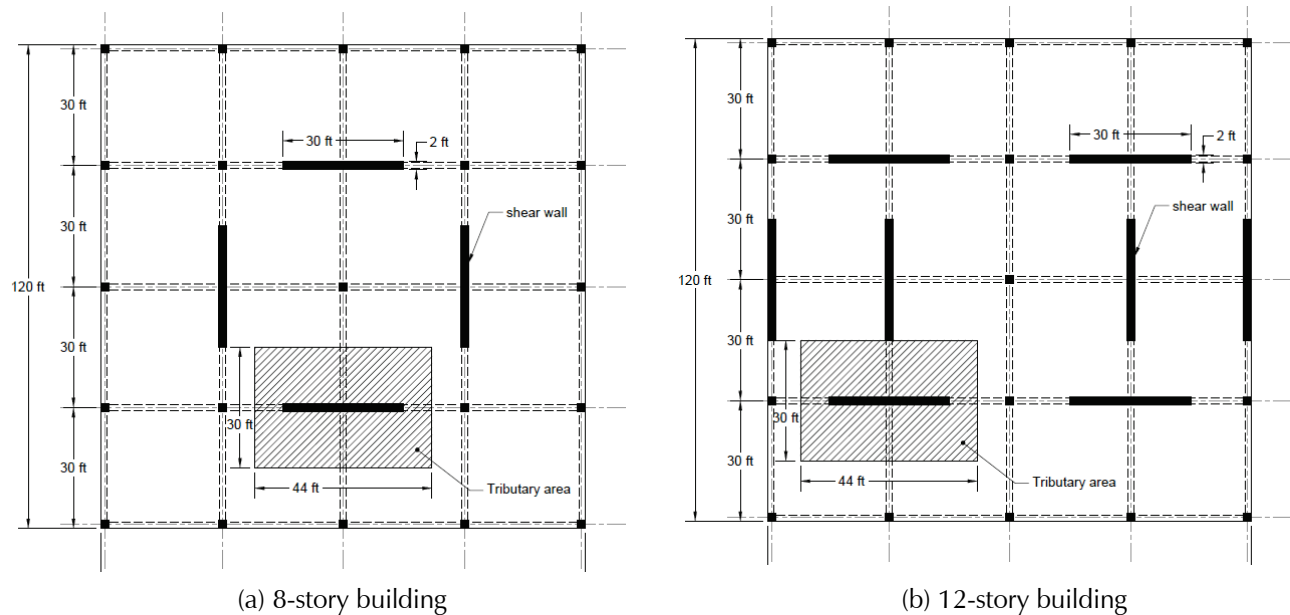 30 ft
30 ft
2 ft
30 ft
shear wall
120 ft
30 ft
30 ft
30 ft
44 ft
Tributary area
(a) 8-story building
30 ft
30 ft
2 ft
30 ft
shear wall
120 ft
30 ft
30 ft
30 ft
44 ft
Tributary area
(b) 12-story building